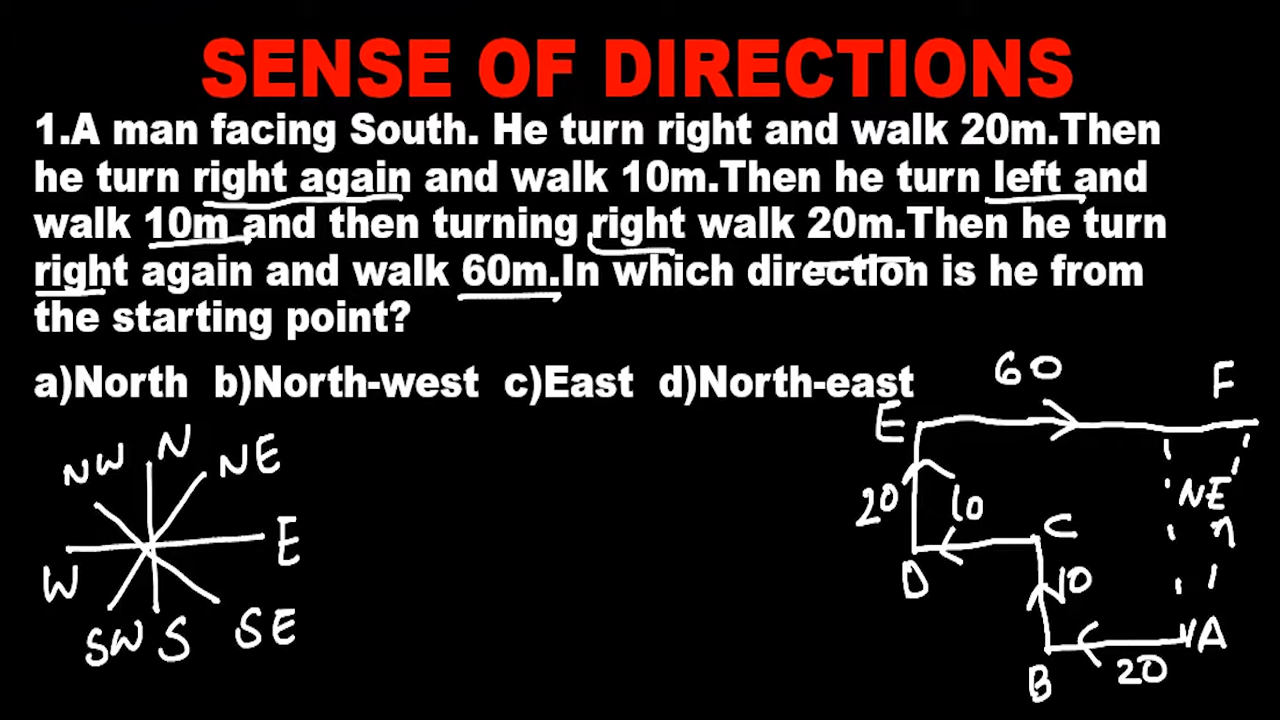 SENSE OF DIRECTIONS
1.A man facing South. He turn right and walk 20m.Then
he turn right again and walk 10m.Then he turn left and
walk 10m and then turning right walk 20m.Then he turn
right again and walk 60m.In which direction is he from
the starting point?
a)North b)North-west c)East d)North-east
60 F
E
NW N NE
20 10 NE
C
W E
D 10
SW S SE
A
B 20